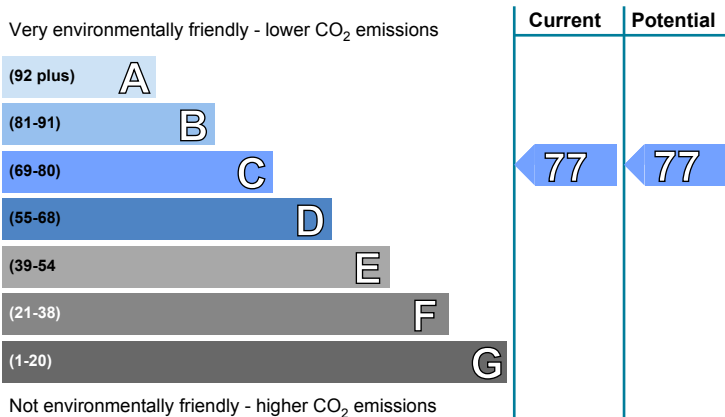 Very environmentally friendly - lower CO₂ emissions
Current
Potential
(92 plus) A
(81-91) B
(69-80) C
77
77
(55-68) D
(39-54 E
(21-38) F
(1-20) G
Not environmentally friendly - higher CO₂ emissions